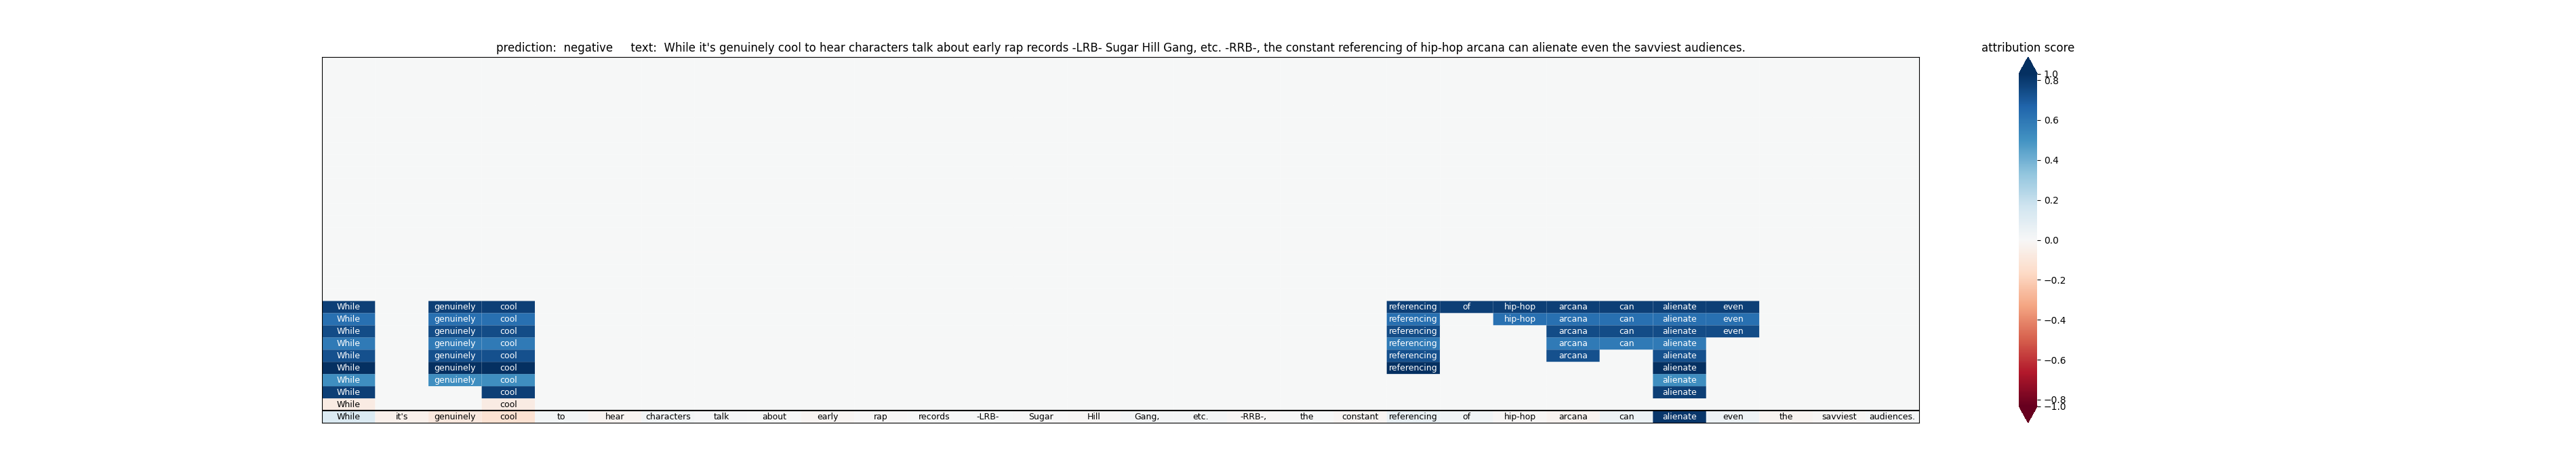 prediction: negative text: While it's genuinely cool to hear characters talk about early rap records -LRB- Sugar Hill Gang, etc. -RRB-, the constant referencing of hip-hop arcana can alienate even the savviest audiences.
attribution score
1.0
0.8
0.6
0.4
0.2
0.0
−0.2
−0.4
−0.6
−0.8
−1.0
While genuinely cool referencing of hip-hop arcana can alienate even
While genuinely cool referencing hip-hop arcana can alienate even
While genuinely cool referencing arcana can alienate even
While genuinely cool referencing arcana can alienate
While genuinely cool referencing arcana alienate
While genuinely cool referencing alienate
While genuinely cool alienate
While cool alienate
While cool
While it's genuinely cool to hear characters talk about early rap records -LRB- Sugar Hill Gang, etc. -RRB-, the constant referencing of hip-hop arcana can alienate even the savviest audiences.